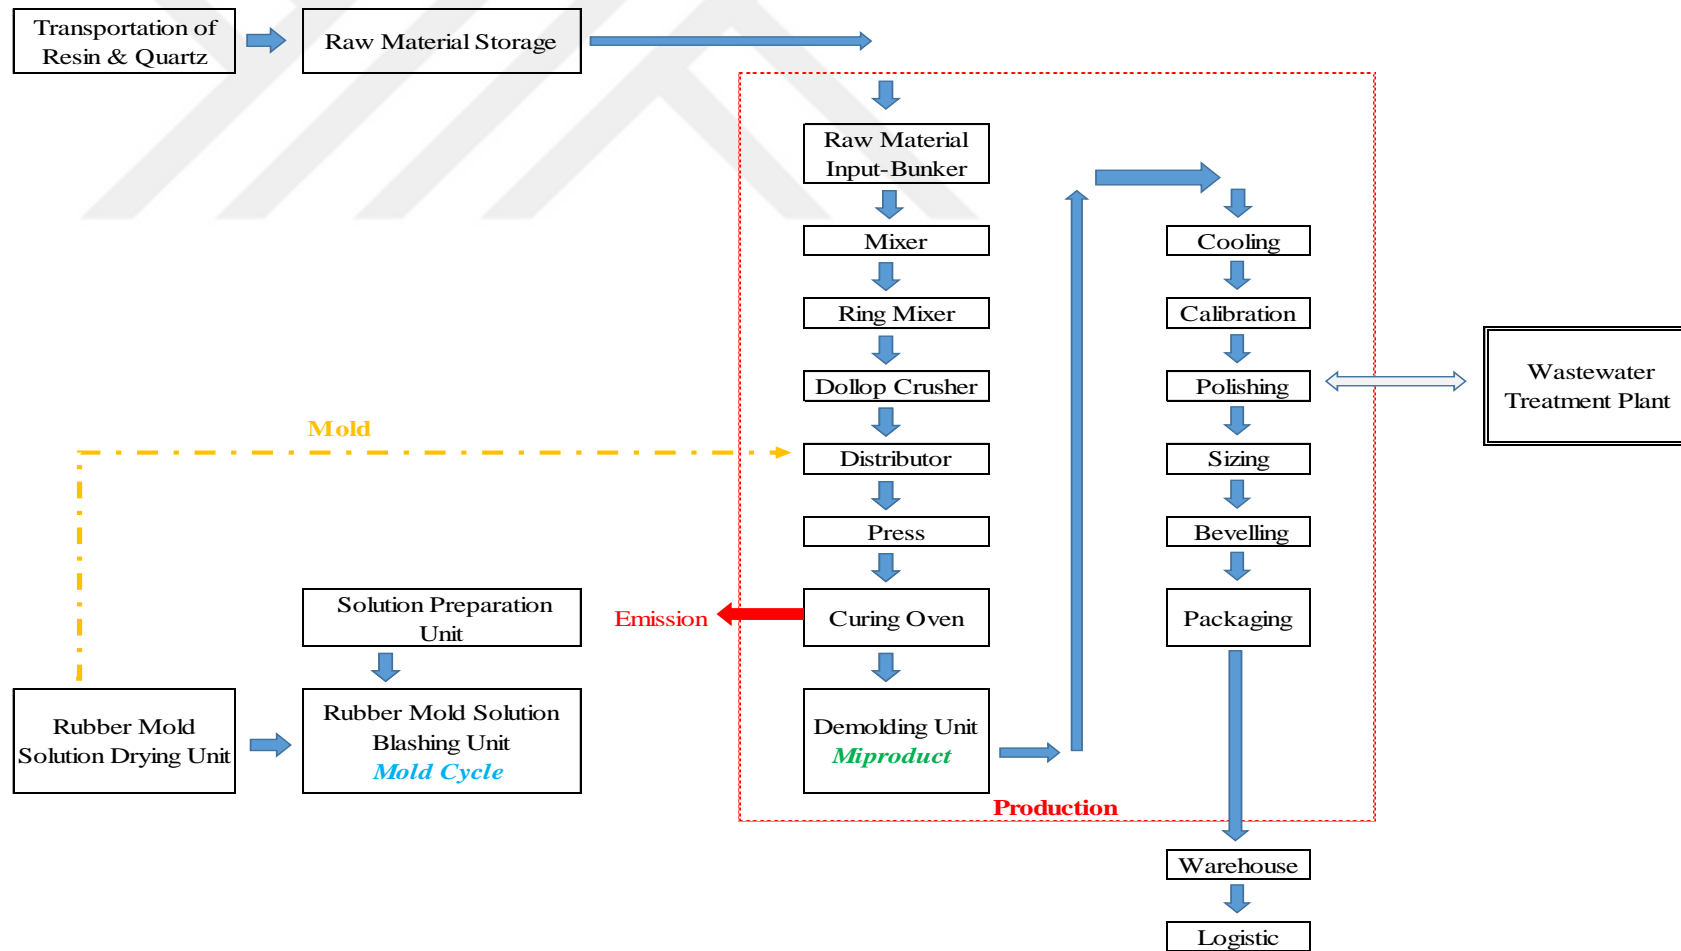 Transportation of
Resin & Quartz
Raw Material Storage
Raw Material
Input-Bunker
Mixer
Ring Mixer
Dollop Crusher
Distributor
Press
Curing Oven
Emission
Demolding Unit
Miproduct
Cooling
Calibration
Polishing
Sizing
Bevelling
Packaging
Production
Warehouse
Logistic
Wastewater
Treatment Plant
Mold
Solution Preparation
Unit
Rubber Mold
Solution Drying Unit
Rubber Mold Solution
Blashing Unit
Mold Cycle